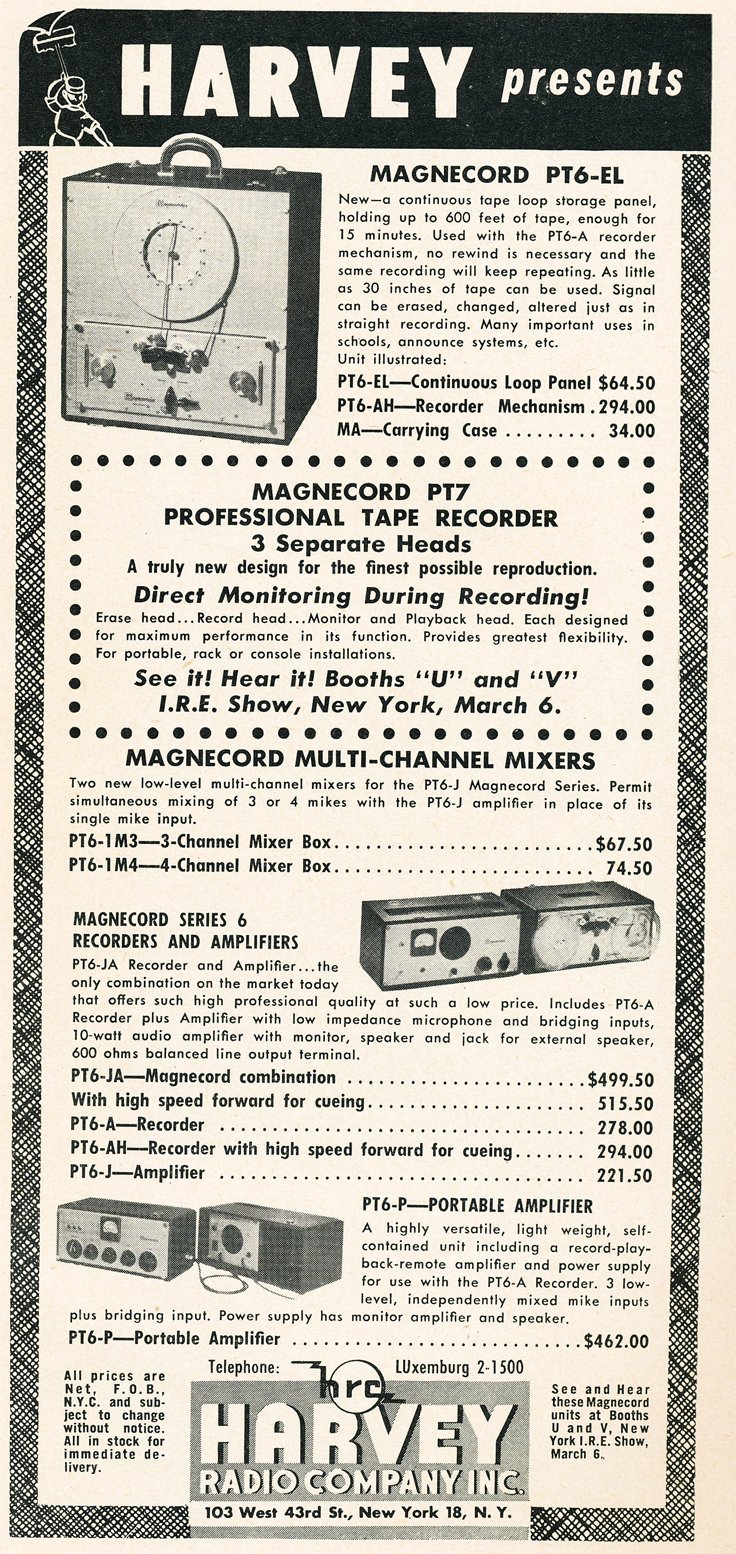 HARVEY presents
MAGNECORD PT6-EL
New—a continuous tape loop storage panel,
holding up to 600 feet of tape, enough for
15 minutes. Used with the PT6-A recorder
mechanism, no rewind is necessary and the
same recording will keep repeating. As little
as 30 inches of tape can be used. Signal
can be erased, changed, altered just as in
straight recording. Many important uses in
schools, announce systems, etc.
Unit illustrated:
PT6-EL—Continuous Loop Panel $64.50
PT6-AH—Recorder Mechanism . 294.00
MA—Carrying Case ......... 34.00
MAGNECORD PT7
PROFESSIONAL TAPE RECORDER
3 Separate Heads
A truly new design for the finest possible reproduction.
Direct Monitoring During Recording!
Erase head...Record head...Monitor and Playback head. Each designed
for maximum performance in its function. Provides greatest flexibility.
For portable, rack or console installations.
See it! Hear it! Booths "U" and "V"
I.R.E. Show, New York, March 6.
MAGNECORD MULTI-CHANNEL MIXERS
Two new low-level multi-channel mixers for the PT6-J Magnecord Series. Permit
simultaneous mixing of 3 or 4 mikes with the PT6-J amplifier in place of its
single mike input.
PT6-1M3—3-Channel Mixer Box.........................$67.50
PT6-1M4—4-Channel Mixer Box......................... 74.50
MAGNECORD SERIES 6
RECORDERS AND AMPLIFIERS
PT6-JA Recorder and Amplifier...the
only combination on the market today
that offers such high professional quality at such a low price. Includes PT6-A
Recorder plus Amplifier with low impedance microphone and bridging inputs,
10-watt audio amplifier with monitor, speaker and jack for external speaker,
600 ohms balanced line output terminal.
PT6-JA—Magnecord combination .......................$499.50
With high speed forward for cueing..................... 515.50
PT6-A—Recorder ................................... 278.00
PT6-AH—Recorder with high speed forward for cueing....... 294.00
PT6-J—Amplifier ................................... 221.50
PT6-P—PORTABLE AMPLIFIER
A highly versatile, light weight, self-
contained unit including a record-play-
back-remote amplifier and power supply
for use with the PT6-A Recorder. 3 low-
level, independently mixed mike inputs
plus bridging input. Power supply has monitor amplifier and speaker.
PT6-P—Portable Amplifier ............................$462.00
All prices are
Net, F.O.B.,
N.Y.C. and sub-
ject to change
without notice.
All in stock for
immediate de-
livery.
Telephone: LUxemburg 2-1500
hrc
HARVEY
RADIO COMPANY INC.
103 West 43rd St., New York 18, N. Y.
See and Hear
these Magnecord
units at Booths
U and V, New
York I.R.E. Show,
March 6.